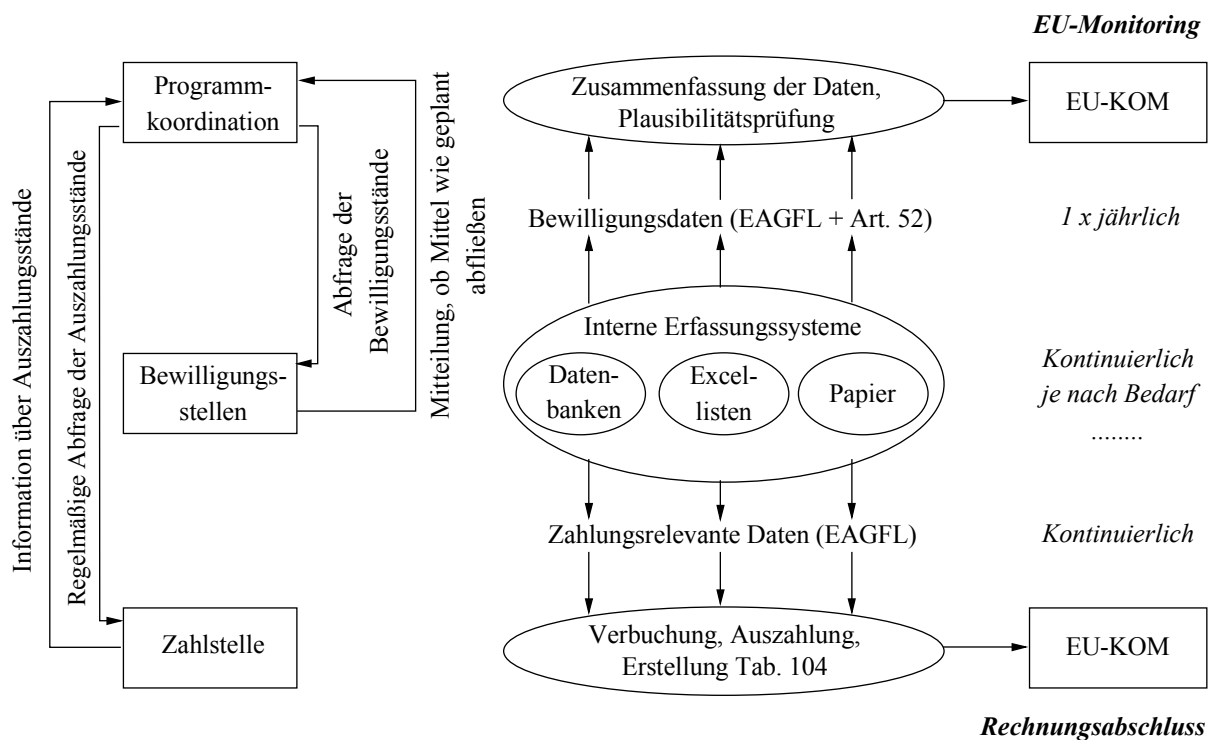 EU-Monitoring
Programm-
koordination
Zusammenfassung der Daten,
Plausibilitätsprüfung
EU-KOM
Information über Auszahlungsstände
Regelmäßige Abfrage der Auszahlungsstände
Abfrage der
Bewilligungsstände
Mitteilung, ob Mittel wie geplant
abfließen
Bewilligungsdaten (EAGFL + Art. 52)
1 x jährlich
Interne Erfassungssysteme
Bewilligungs-
stellen
Daten-
banken
Excel-
listen
Papier
Kontinuierlich
je nach Bedarf
........
Zahlungsrelevante Daten (EAGFL)
Kontinuierlich
Zahlstelle
Verbuchung, Auszahlung,
Erstellung Tab. 104
EU-KOM
Rechnungsabschluss